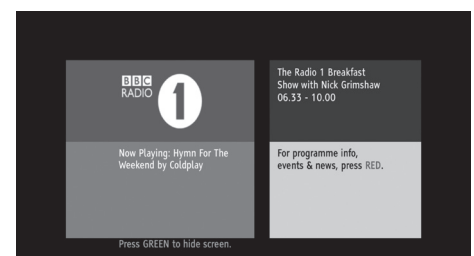 BBC
RADIO 1
Now Playing: Hymn For The
Weekend by Coldplay
The Radio 1 Breakfast
Show with Nick Grimshaw
06.33 - 10.00
For programme info,
events & news, press RED.
Press GREEN to hide screen.